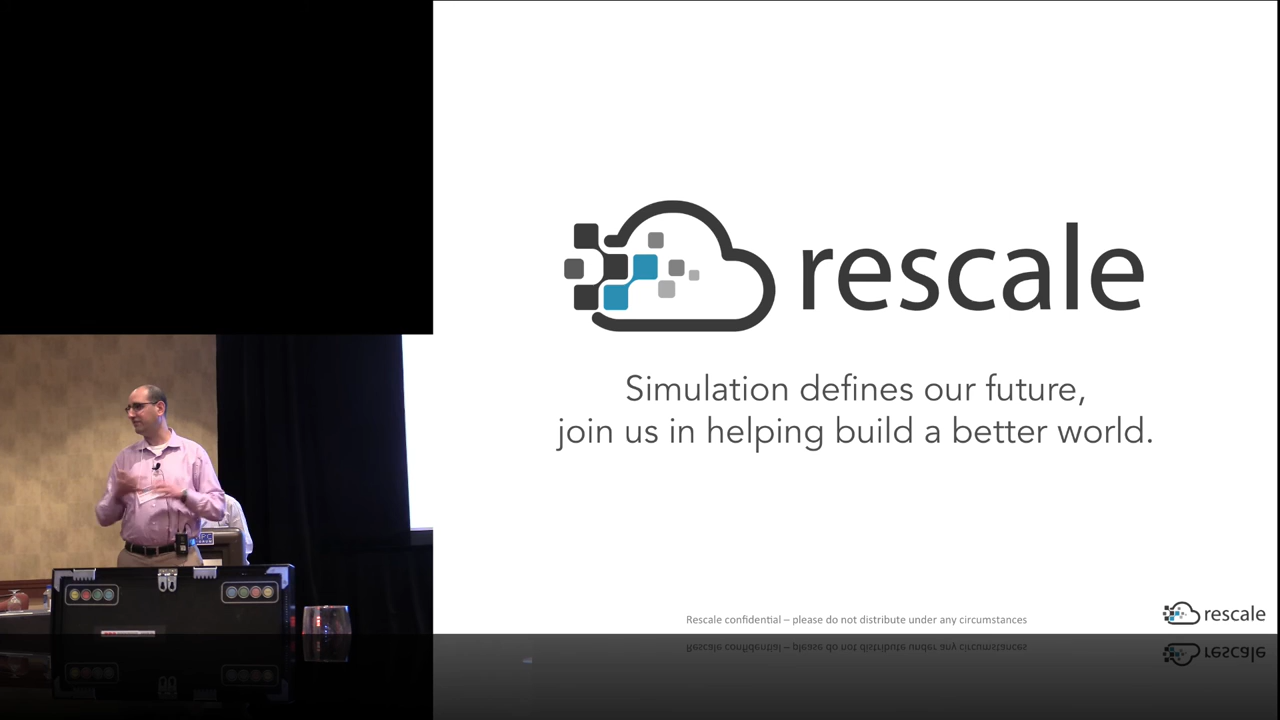 rescale
Simulation defines our future,
join us in helping build a better world.
Rescale confidential – please do not distribute under any circumstances
rescale